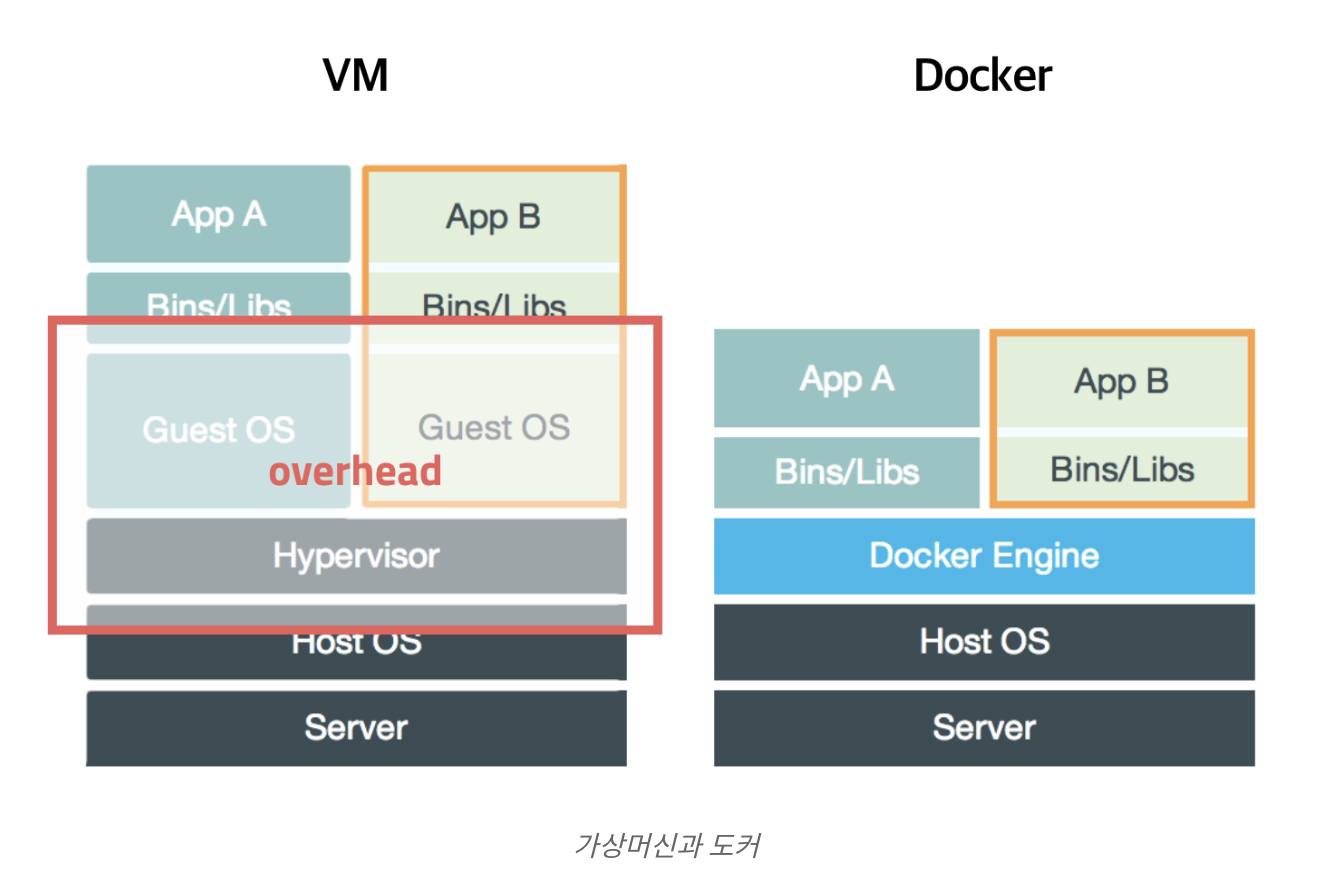 VM
Docker
App A
App B
Bins/Libs
Bins/Libs
Guest OS
Guest OS
overhead
Hypervisor
Host OS
Server
App A
App B
Bins/Libs
Bins/Libs
Docker Engine
Host OS
Server
가상머신과 도커